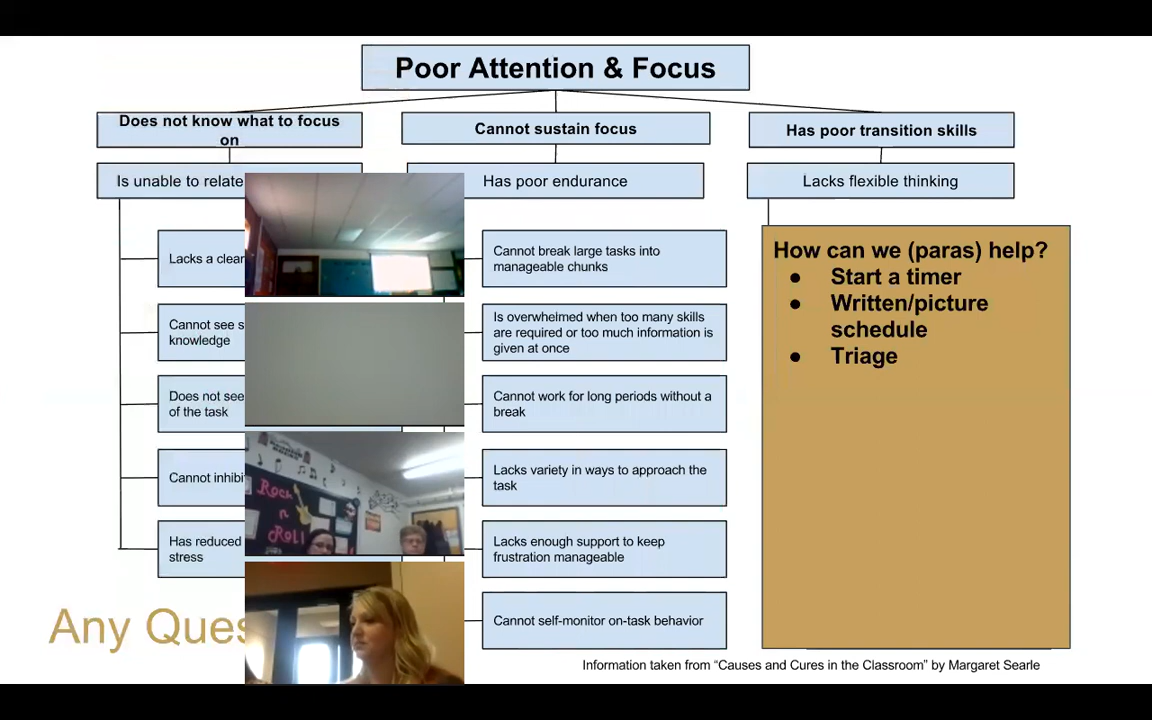 Poor Attention & Focus
Does not know what to focus
on
Cannot sustain focus
Has poor transition skills
Is unable to relate
Has poor endurance
Lacks flexible thinking
Lacks a clear
Cannot see
knowledge
Does not see
of the task
Cannot
Has reduced
stress
Cannot break large tasks into
manageable chunks
Is overwhelmed when too many skills
are required or too much information is
given at once
Cannot work for long periods without a
break
Lacks variety in ways to approach the
task
Lacks enough support to keep
frustration manageable
Cannot self-monitor on-task behavior
How can we (paras) help?
● Start a timer
● Written/picture
schedule
● Triage
Rock
n
Roll
Any
Information taken from “Causes and Cures in the Classroom” by Margaret Searle